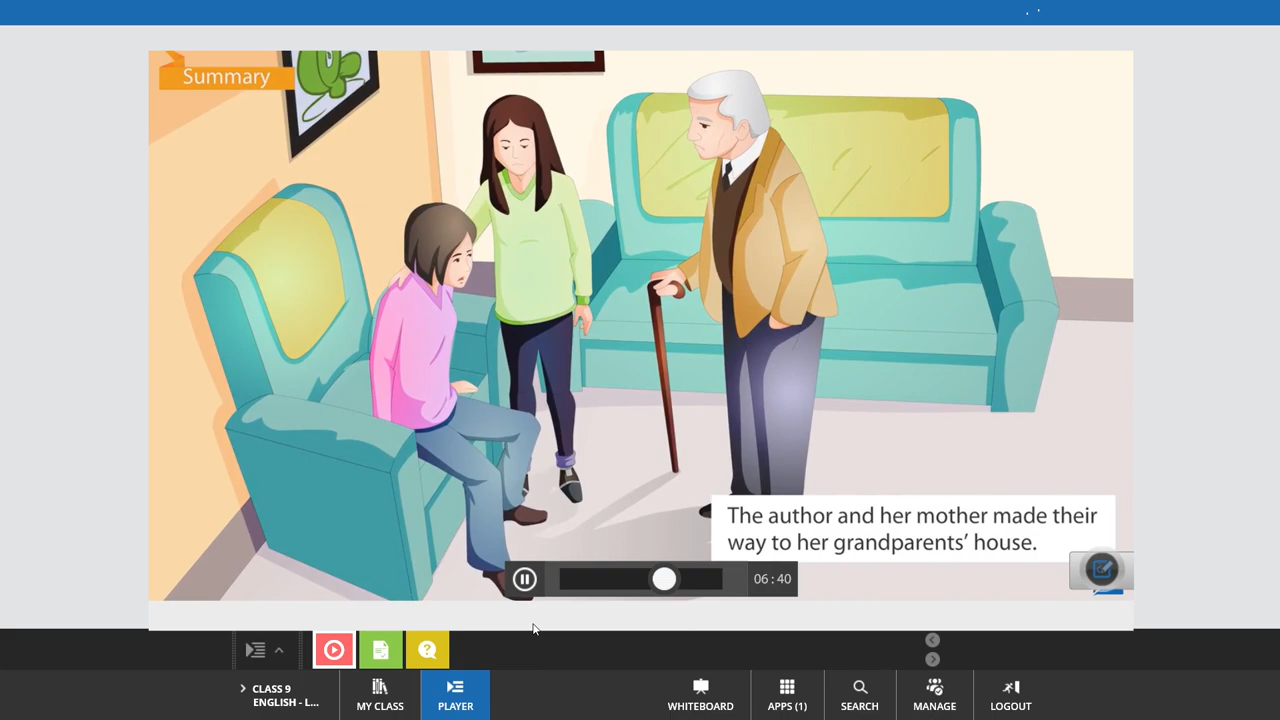 Summary
The author and her mother made their
way to her grandparents’ house.
06:40
CLASS 9
ENGLISH - L...
MY CLASS
PLAYER
WHITEBOARD
APPS (1)
SEARCH
MANAGE
LOGOUT